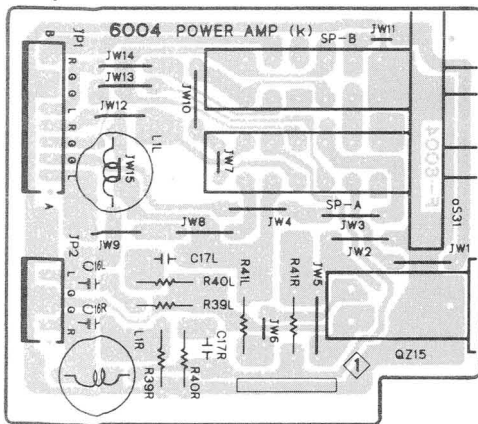 6004 POWER AMP (k)
JW11
SP-B
B
JP1
R
G
G
L
R
G
G
L
A
JW14
JW13
JW12
JW10
L1L
JW15
JW7
F-6004
SP-A
oS31
JW9
JW8
JW4
JW3
JW2
JW1
JP2
L
G
G
R
C16L
C16R
C17L
R40L
R39L
R41L
R41R
JW5
JW6
L1R
R39R
R40R
C17R
QZ15
1